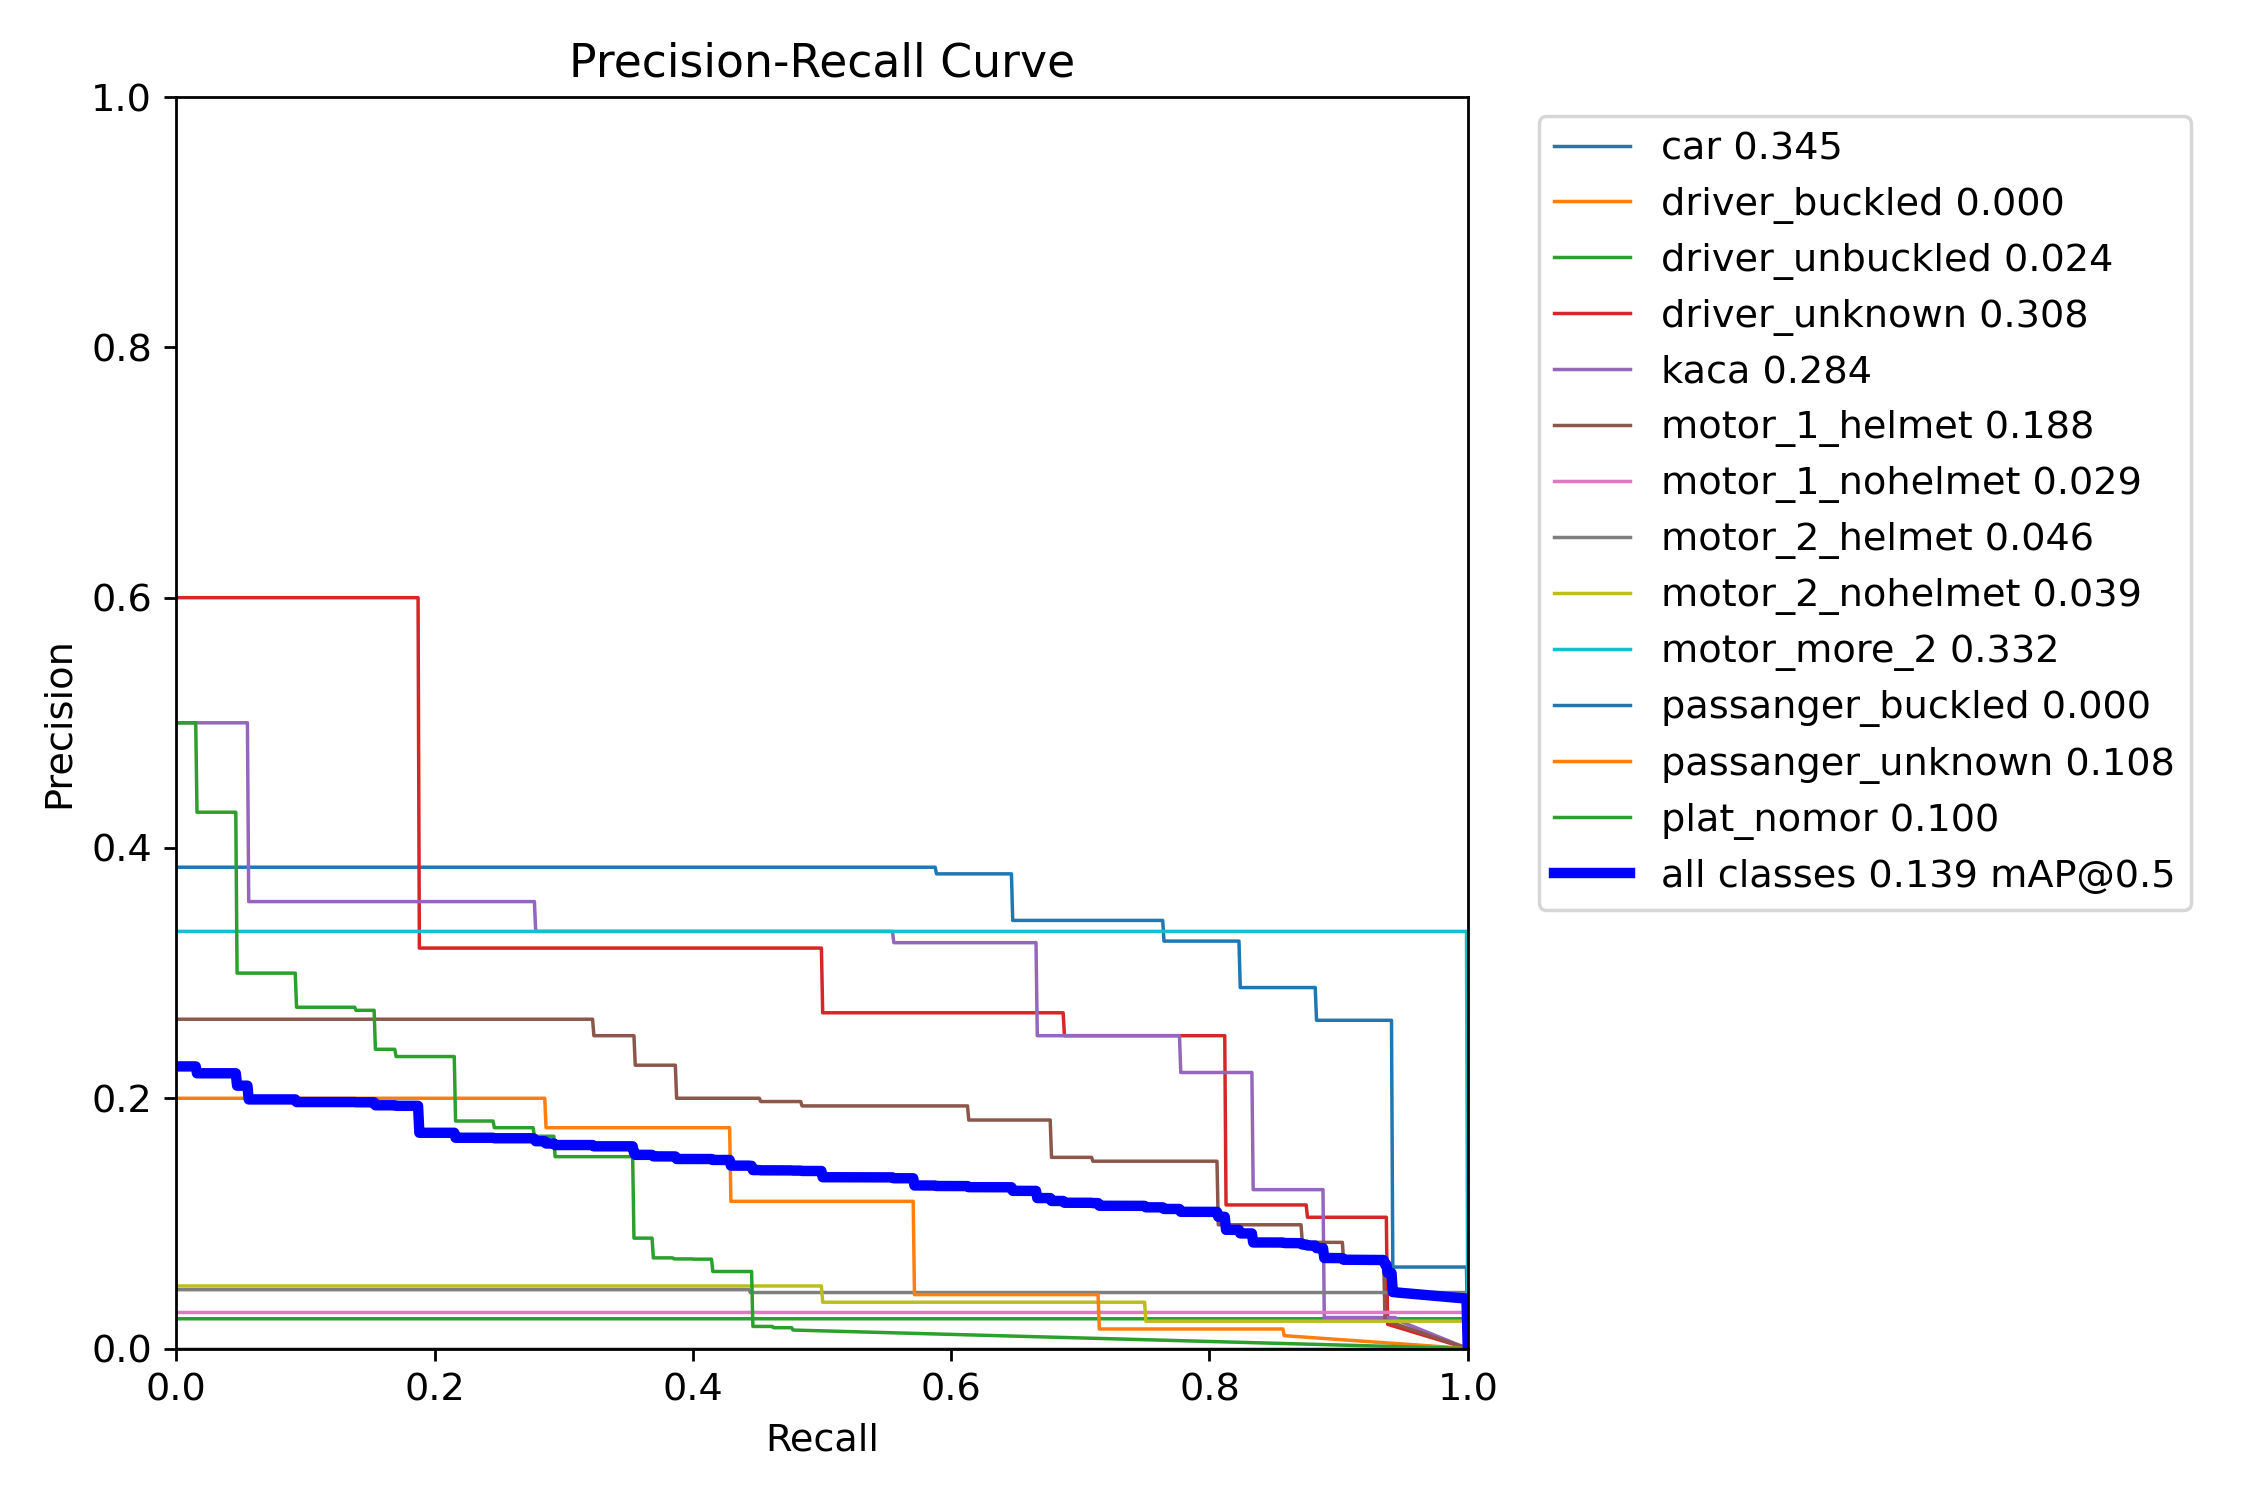 Precision-Recall Curve
1.0
0.8
0.6
0.4
0.2
0.0
Precision
0.0 0.2 0.4 0.6 0.8 1.0
Recall
car 0.345
driver_buckled 0.000
driver_unbuckled 0.024
driver_unknown 0.308
kaca 0.284
motor_1_helmet 0.188
motor_1_nohelmet 0.029
motor_2_helmet 0.046
motor_2_nohelmet 0.039
motor_more_2 0.332
passanger_buckled 0.000
passanger_unknown 0.108
plat_nomor 0.100
all classes 0.139 mAP@0.5